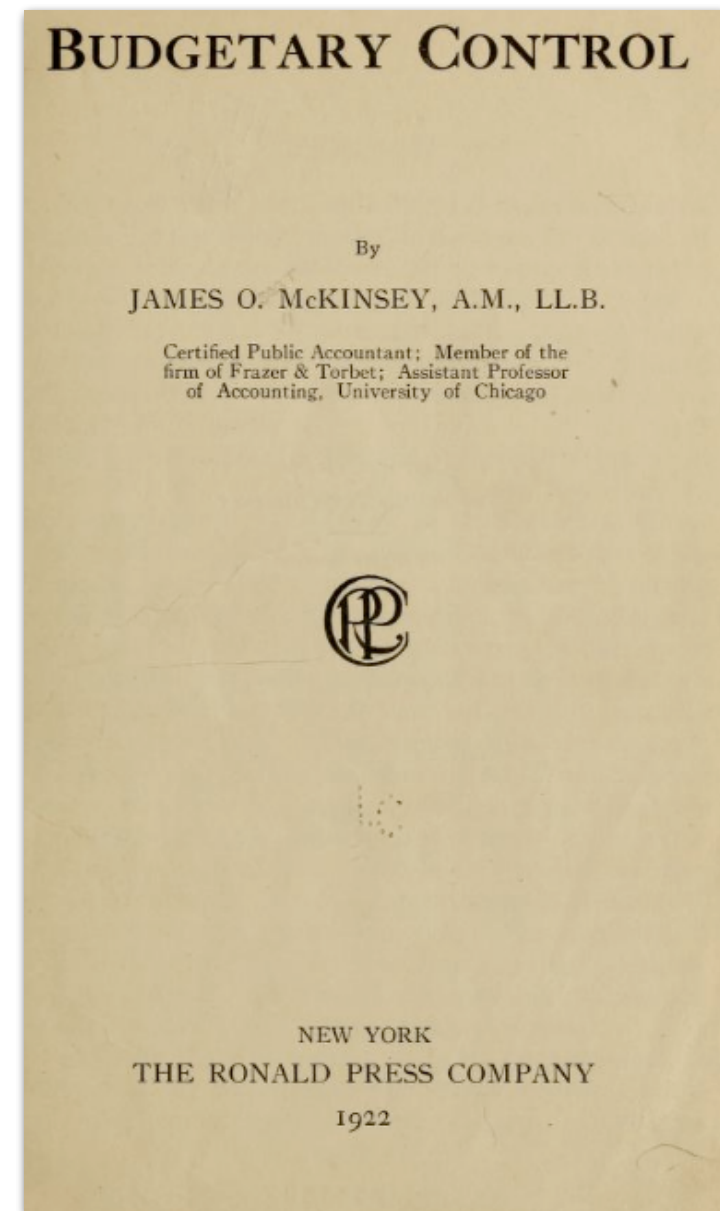 BUDGETARY CONTROL
By
JAMES O. McKINSEY, A.M., LL.B.
Certified Public Accountant; Member of the
firm of Frazer & Torbet; Assistant Professor
of Accounting, University of Chicago
NEW YORK
THE RONALD PRESS COMPANY
1922